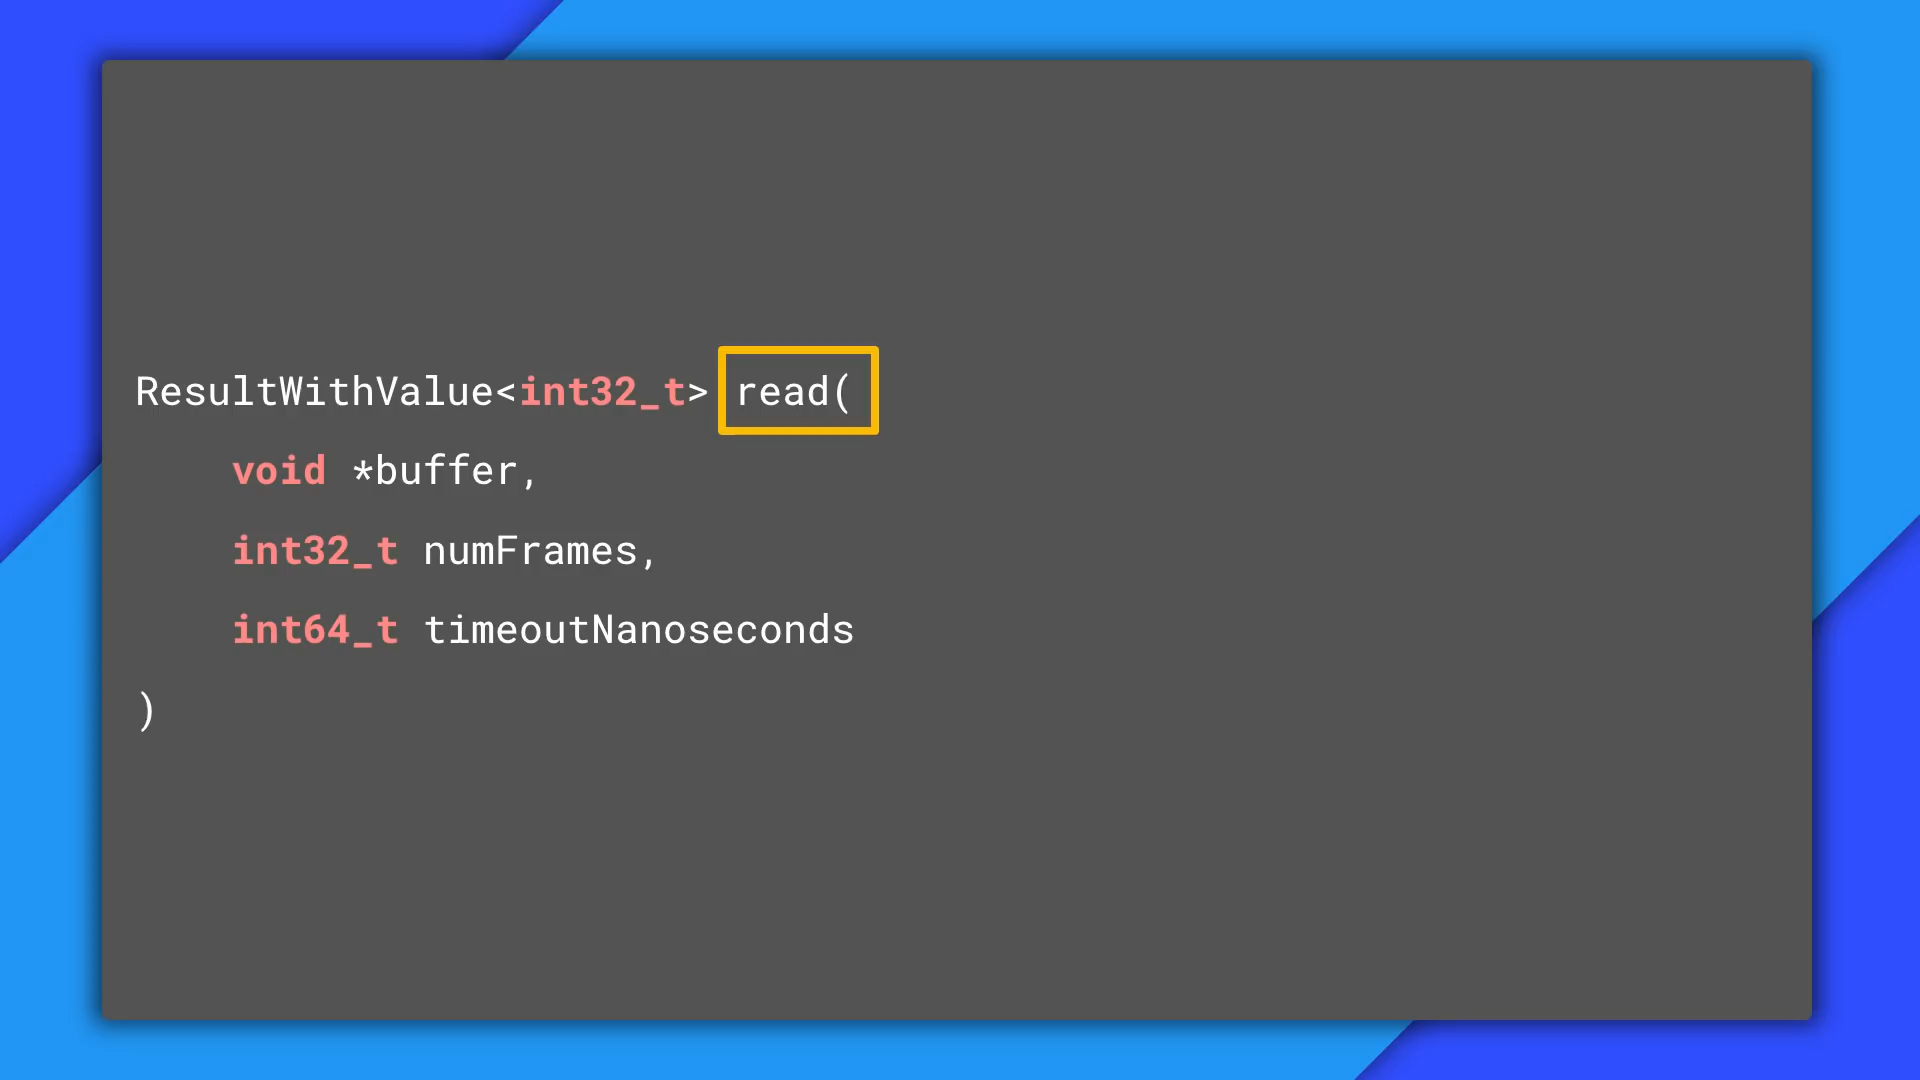 ResultWithValue<int32_t> read(
void *buffer,
int32_t numFrames,
int64_t timeoutNanoseconds
)